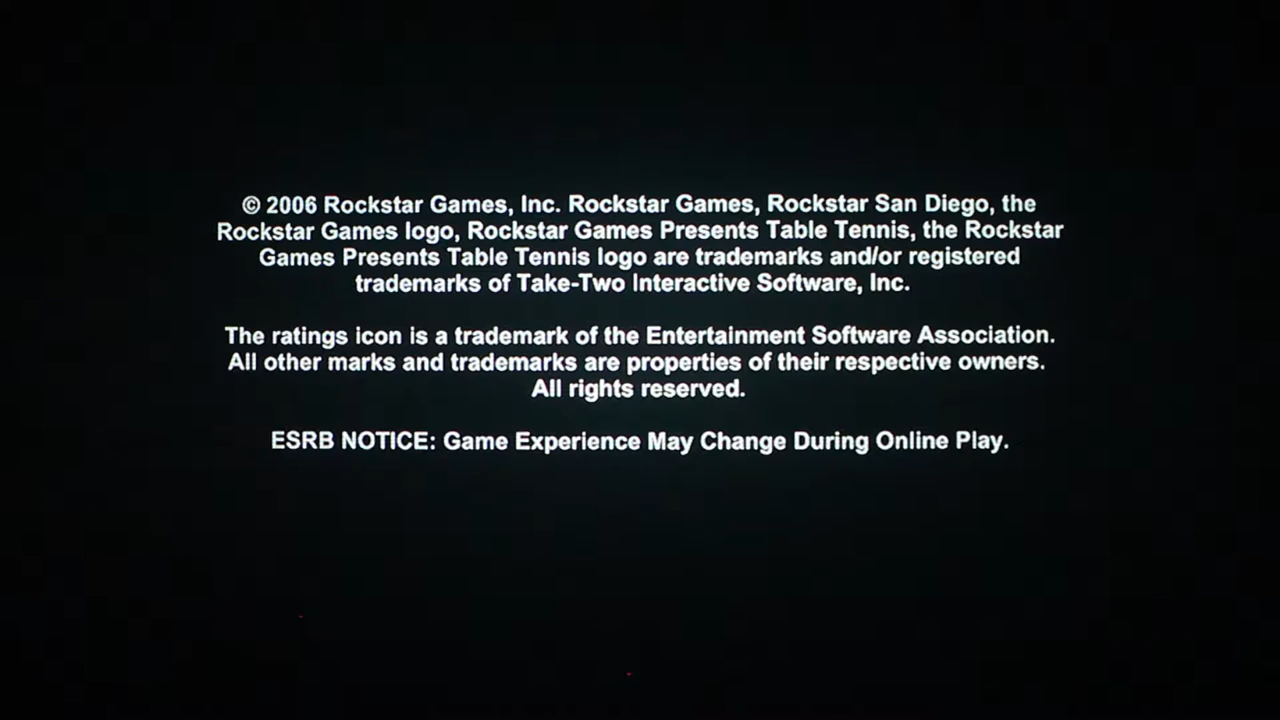 © 2006 Rockstar Games, Inc. Rockstar Games, Rockstar San Diego, the
Rockstar Games logo, Rockstar Games Presents Table Tennis, the Rockstar
Games Presents Table Tennis logo are trademarks and/or registered
trademarks of Take-Two Interactive Software, Inc.
The ratings icon is a trademark of the Entertainment Software Association.
All other marks and trademarks are properties of their respective owners.
All rights reserved.
ESRB NOTICE: Game Experience May Change During Online Play.